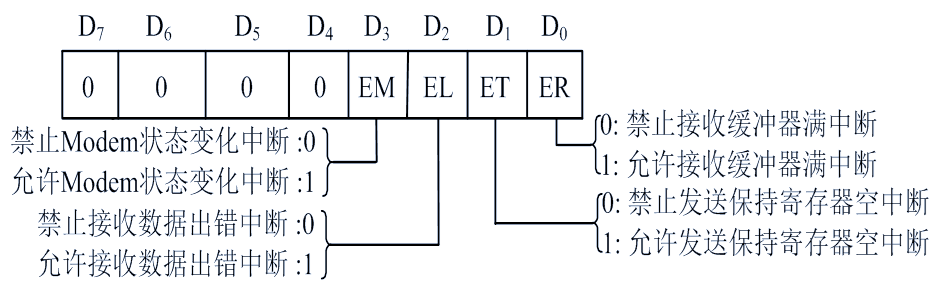 D7 D6 D5 D4 D3 D2 D1 D0
0 0 0 0 EM EL ET ER
禁止Modem状态变化中断:0
允许Modem状态变化中断:1
禁止接收数据出错中断:0
允许接收数据出错中断:1
0: 禁止接收缓冲器满中断
1: 允许接收缓冲器满中断
0: 禁止发送保持寄存器空中断
1: 允许发送保持寄存器空中断